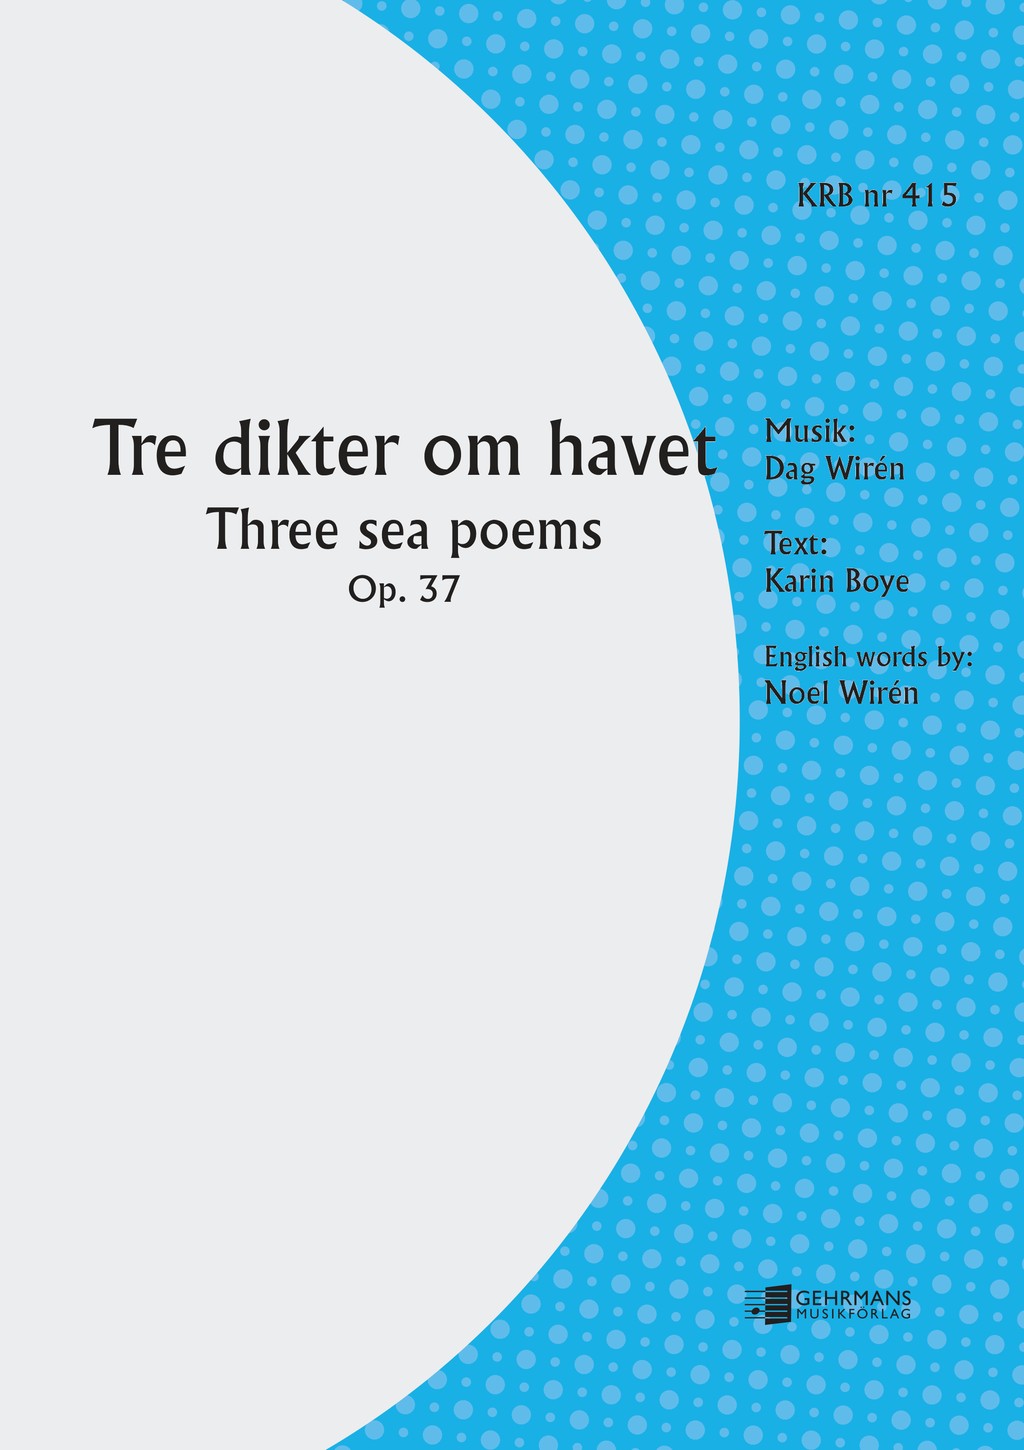 KRB nr 415
Tre dikter om havet
Three sea poems
Op. 37
Musik:
Dag Wirén
Text:
Karin Boye
English words by:
Noel Wirén
GEHRMANS
MUSIKFÖRLAG